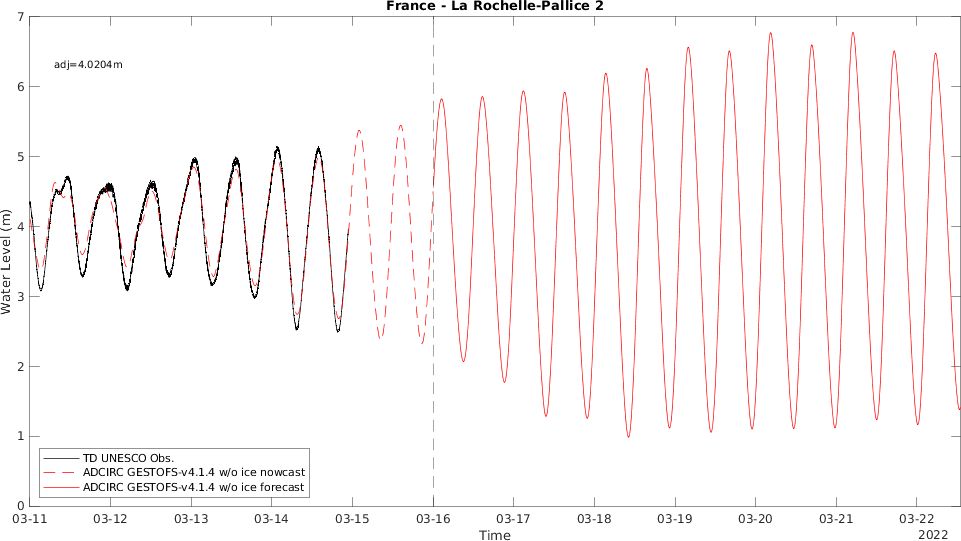 France - La Rochelle-Pallice 2
7
adj=4.0204m
6
5
4
Water Level (m)
3
2
1
TD UNESCO Obs.
ADCIRC GESTOFS-v4.1.4 w/o ice nowcast
ADCIRC GESTOFS-v4.1.4 w/o ice forecast
0
03-11 03-12 03-13 03-14 03-15 03-16 03-17 03-18 03-19 03-20 03-21 03-22
Time
2022